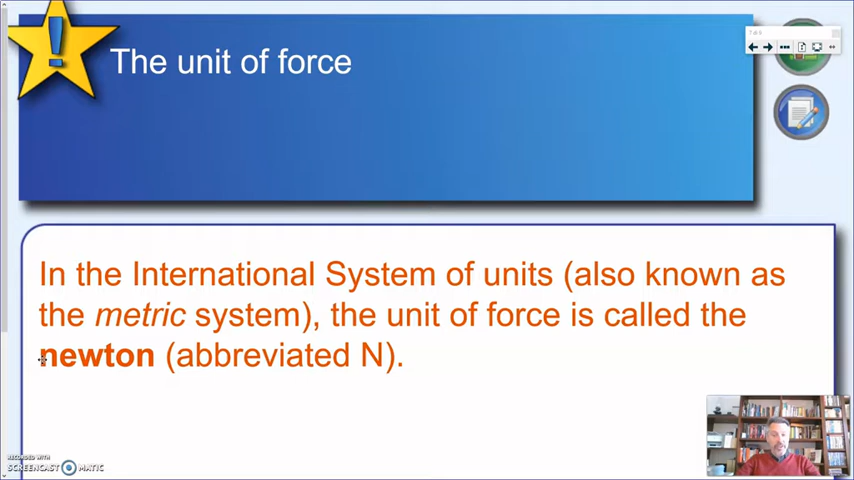 The unit of force
In the International System of units (also known as
the metric system), the unit of force is called the
newton (abbreviated N).
RECORDED WITH
SCREENCAST MATIC